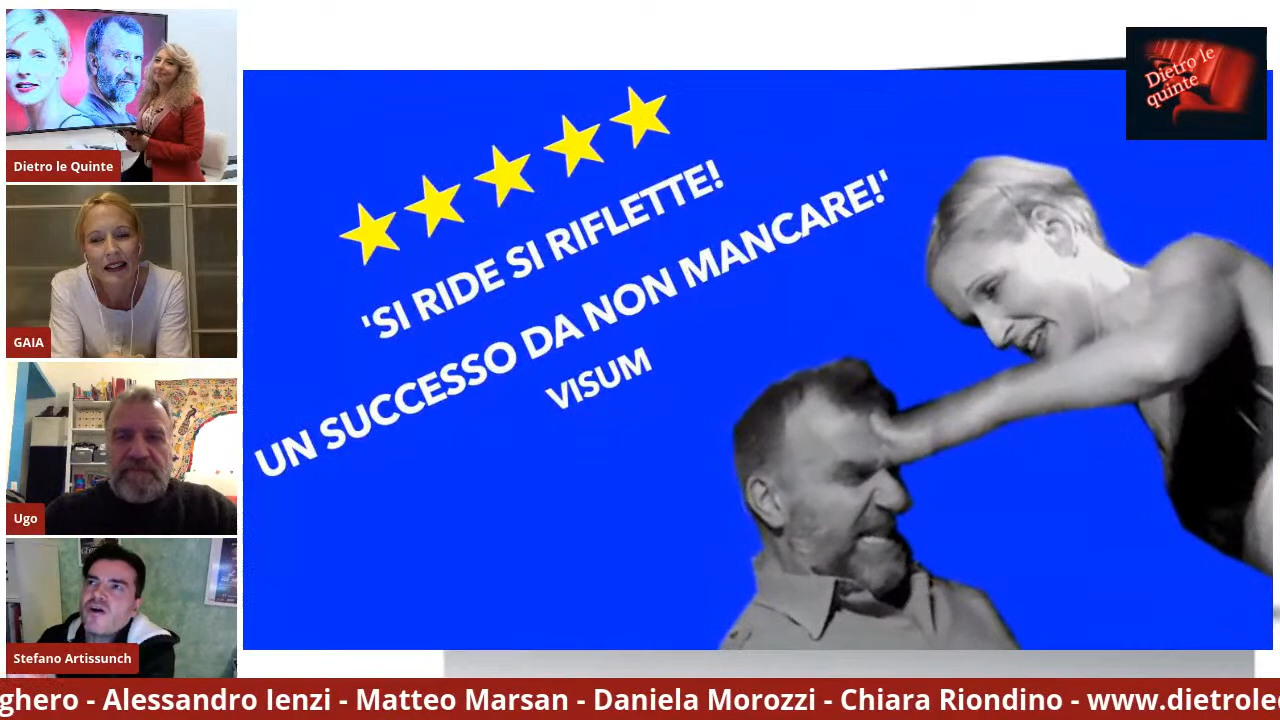 Dietro le Quinte
GAIA
Ugo
Stefano Artissunch
'SI RIDE SI RIFLETTE!
UN SUCCESSO DA NON MANCARE!'
VISUM
Dietro le
quinte
ghero - Alessandro Ienzi - Matteo Marsan - Daniela Morozzi - Chiara Riondino - www.dietrole